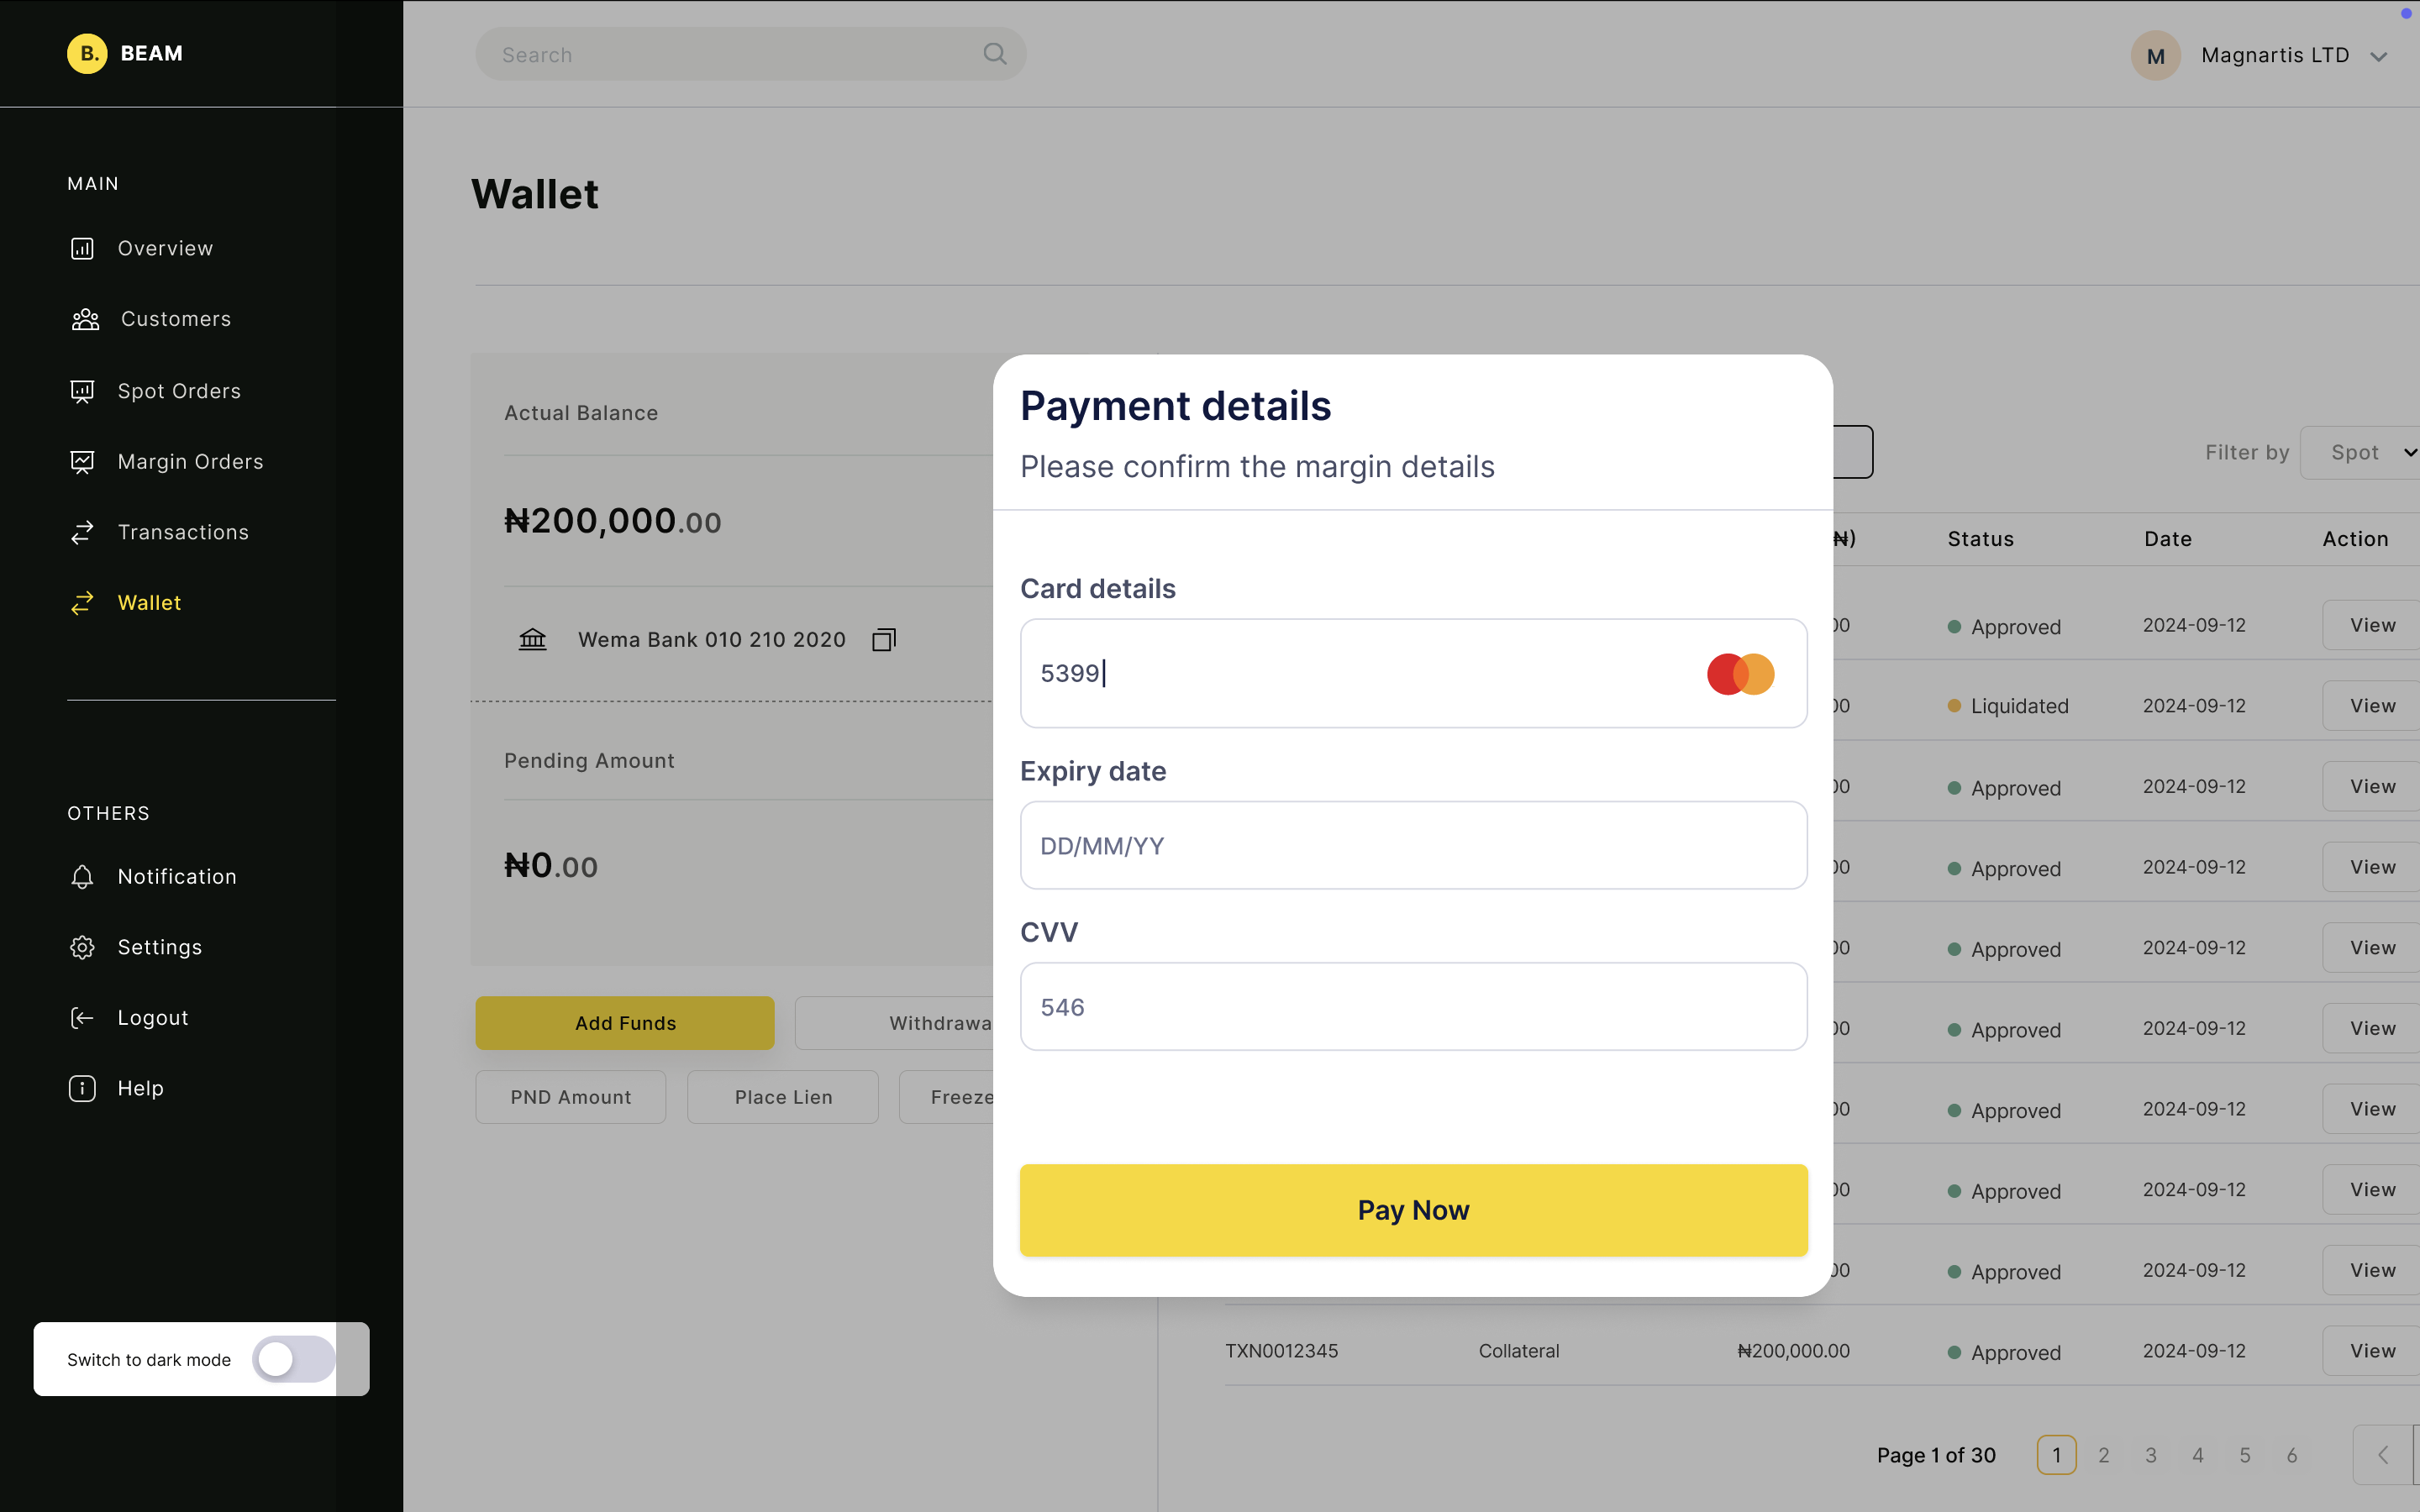 B. BEAM
Search
M Magnartis LTD
MAIN
Overview
Customers
Spot Orders
Margin Orders
Transactions
Wallet
OTHERS
Notification
Settings
Logout
Help
Switch to dark mode
Wallet
Actual Balance
₦200,000.00
Wema Bank 010 210 2020
Pending Amount
₦0.00
Add Funds
PND Amount Place Lien Freeze
Payment details
Please confirm the margin details
Card details
5399
Expiry date
DD/MM/YY
CVV
546
Pay Now
Filter by Spot
₦) Status Date Action
00 Approved 2024-09-12 View
00 Liquidated 2024-09-12 View
00 Approved 2024-09-12 View
00 Approved 2024-09-12 View
00 Approved 2024-09-12 View
00 Approved 2024-09-12 View
00 Approved 2024-09-12 View
00 Approved 2024-09-12 View
00 Approved 2024-09-12 View
TXN0012345 Collateral ₦200,000.00 Approved 2024-09-12 View
Page 1 of 30 1 2 3 4 5 6